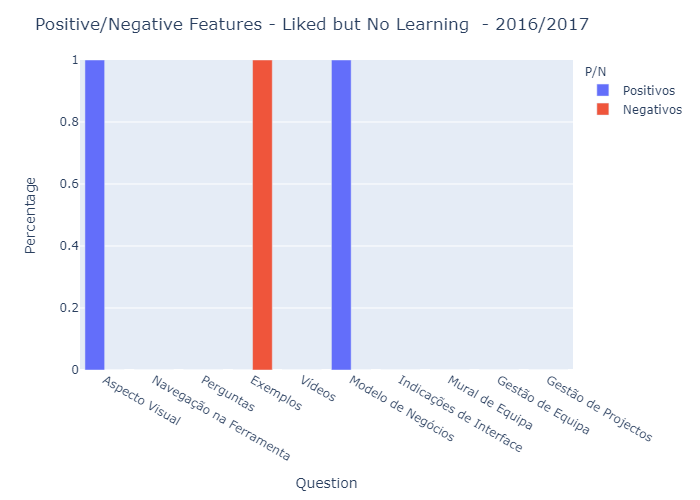 Positive/Negative Features - Liked but No Learning  - 2016/2017
P/N
Positivos
Negativos
1
0.8
0.6
0.4
0.2
0
Percentage
Aspecto Visual
Navegação na Ferramenta
Perguntas
Exemplos
Vídeos
Modelo de Negócios
Indicações de Interface
Mural de Equipa
Gestão de Equipa
Gestão de Projectos
Question